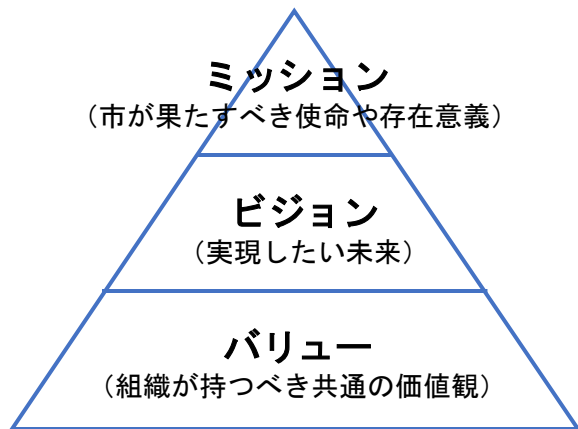 ミッション
（市が果たすべき使命や存在意義）
ビジョン
（実現したい未来）
バリュー
（組織が持つべき共通の価値観）